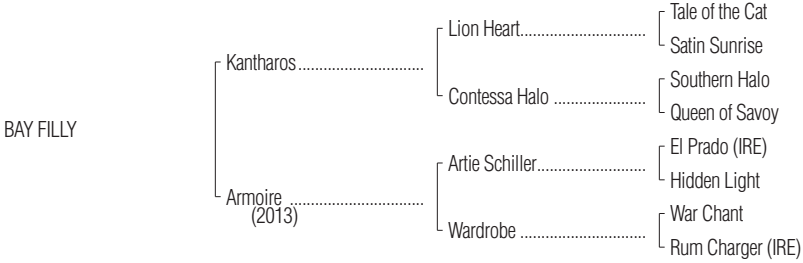 Tale of the Cat
Lion Heart..............................
Satin Sunrise
Kantharos..............................
Southern Halo
Contessa Halo ......................
Queen of Savoy
BAY FILLY
El Prado (IRE)
Artie Schiller..........................
Hidden Light
Armoire ................................
(2013)
War Chant
Wardrobe ..............................
Rum Charger (IRE)